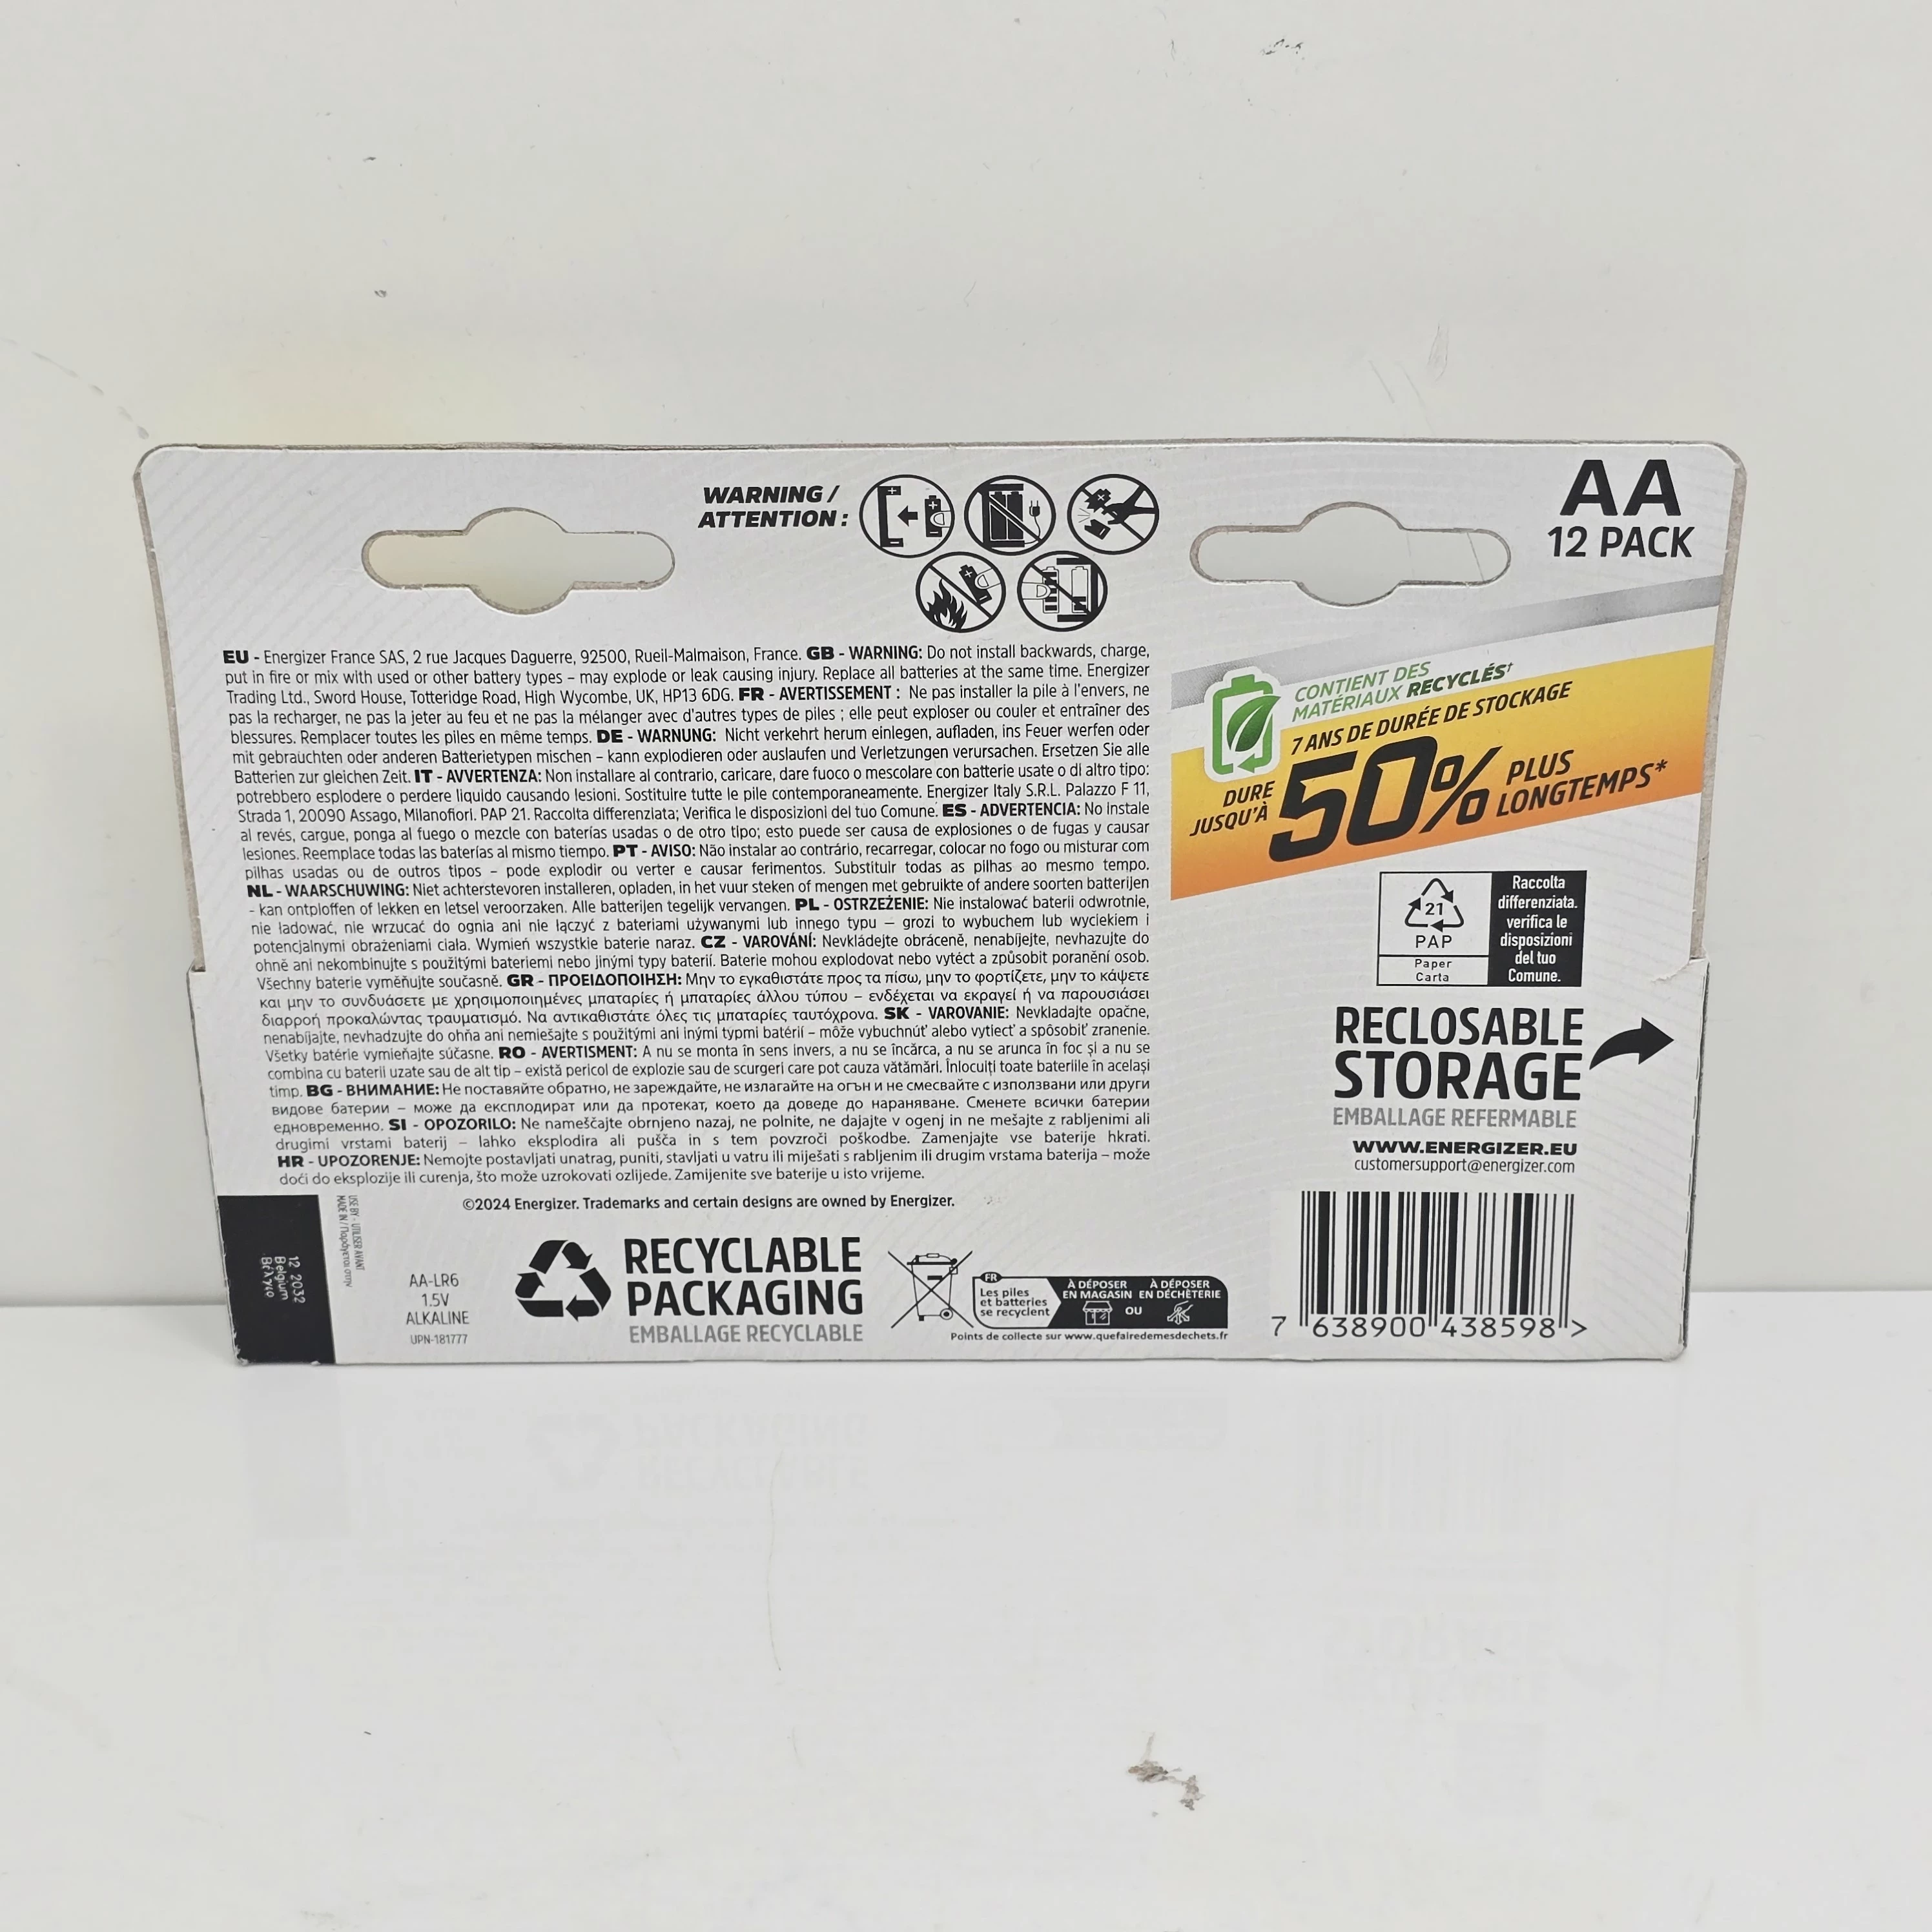 WARNING /
ATTENTION :
AA
12 PACK
EU - Energizer France SAS, 2 rue Jacques Daguerre, 92500, Rueil-Malmaison, France. GB - WARNING: Do not install backwards, charge,
put in fire or mix with used or other battery types – may explode or leak causing injury. Replace all batteries at the same time. Energizer
Trading Ltd., Sword House, Totteridge Road, High Wycombe, UK, HP13 6DG. FR - AVERTISSEMENT : Ne pas installer la pile à l'envers, ne
pas la recharger, ne pas la jeter au feu et ne pas la mélanger avec d'autres types de piles ; elle peut exploser ou couler et entraîner des
blessures. Remplacer toutes les piles en même temps. DE - WARNUNG: Nicht verkehrt herum einlegen, aufladen, ins Feuer werfen oder
mit gebrauchten oder anderen Batterietypen mischen – kann explodieren oder auslaufen und Verletzungen verursachen. Ersetzen Sie alle
Batterien zur gleichen Zeit. IT - AVVERTENZA: Non installare al contrario, caricare, dare fuoco o mescolare con batterie usate o di altro tipo:
potrebbero esplodere o perdere liquido causando lesioni. Sostituire tutte le pile contemporaneamente. Energizer Italy S.R.L. Palazzo F 11,
Strada 1, 20090 Assago, Milanofiori. PAP 21. Raccolta differenziata; Verifica le disposizioni del tuo Comune. ES - ADVERTENCIA: No instale
al revés, cargue, ponga al fuego o mezcle con baterías usadas o de otro tipo; esto puede ser causa de explosiones o de fugas y causar
lesiones. Reemplace todas las baterías al mismo tiempo. PT - AVISO: Não instalar ao contrário, recarregar, colocar no fogo ou misturar com
pilhas usadas ou de outros tipos – pode explodir ou verter e causar ferimentos. Substituir todas as pilhas ao mesmo tempo.
NL - WAARSCHUWING: Niet achterstevoren installeren, opladen, in het vuur steken of mengen met gebruikte of andere soorten batterijen
- kan ontploffen of lekken en letsel veroorzaken. Alle batterijen tegelijk vervangen. PL - OSTRZEŻENIE: Nie instalować baterii odwrotnie,
nie ładować, nie wrzucać do ognia ani nie łączyć z bateriami używanymi lub innego typu – grozi to wybuchem lub wyciekiem i
potencjalnymi obrażeniami ciała. Wymień wszystkie baterie naraz. CZ - VAROVÁNÍ: Nevkládejte obráceně, nenabíjejte, nevhazujte do
ohně ani nekombinujte s použitými bateriemi nebo jinými typy baterií. Baterie mohou explodovat nebo vytéct a způsobit poranění osob.
Všechny baterie vyměňujte současně. GR - ΠΡΟΕΙΔΟΠΟΙΗΣΗ: Μην το εγκαθιστάτε προς τα πίσω, μην το φορτίζετε, μην το κάψετε
και μην το συνδυάσετε με χρησιμοποιημένες μπαταρίες ή μπαταρίες άλλου τύπου – ενδέχεται να εκραγεί ή να παρουσιάσει
διαρροή προκαλώντας τραυματισμό. Να αντικαθιστάτε όλες τις μπαταρίες ταυτόχρονα. SK - VAROVANIE: Nevkladajte opačne,
nenabíjajte, nevhadzujte do ohňa ani nemiešajte s použitými ani inými typmi batérií – môže vybuchnúť alebo vytiecť a spôsobiť zranenie.
Všetky batérie vymieňajte súčasne. RO - AVERTISMENT: A nu se monta în sens invers, a nu se încărca, a nu se arunca în foc și a nu se
combina cu baterii uzate sau de alt tip – există pericol de explozie sau de scurgeri care pot cauza vătămări. Înlocuiți toate bateriile în același
timp. BG - ВНИМАНИЕ: Не поставяйте обратно, не зареждайте, не излагайте на огън и не смесвайте с използвани или други
видове батерии – може да експлодират или да протекат, което да доведе до нараняване. Сменете всички батерии
едновременно. SI - OPOZORILO: Ne nameščajte obrnjeno nazaj, ne polnite, ne dajajte v ogenj in ne mešajte z rabljenimi ali
drugimi vrstami baterij – lahko eksplodira ali pušča in s tem povzroči poškodbe. Zamenjajte vse baterije hkrati.
HR - UPOZORENJE: Nemojte postavljati unatrag, puniti, stavljati u vatru ili miješati s rabljenim ili drugim vrstama baterija – može
doći do eksplozije ili curenja, što može uzrokovati ozlijede. Zamijenite sve baterije u isto vrijeme.
©2024 Energizer. Trademarks and certain designs are owned by Energizer.
CONTIENT DES
MATÉRIAUX RECYCLÉS†
7 ANS DE DURÉE DE STOCKAGE
DURE
JUSQU'À
50%
PLUS
LONGTEMPS*
21
PAP
Paper
Carta
Raccolta
differenziata.
verifica le
disposizioni
del tuo
Comune.
RECLOSABLE
STORAGE
EMBALLAGE REFERMABLE
WWW.ENERGIZER.EU
customersupport@energizer.com
USE BY - UTILISER AVANT
MADE IN / Παράγεται στην
12 2032
Belgium
Βέλγιο
AA-LR6
1.5V
ALKALINE
UPN-181777
RECYCLABLE
PACKAGING
EMBALLAGE RECYCLABLE
FR
Les piles
et batteries
se recyclent
À DÉPOSER
EN MAGASIN
OU
À DÉPOSER
EN DÉCHÈTERIE
Points de collecte sur www.quefairedemesdechets.fr
7 638900 438598 >